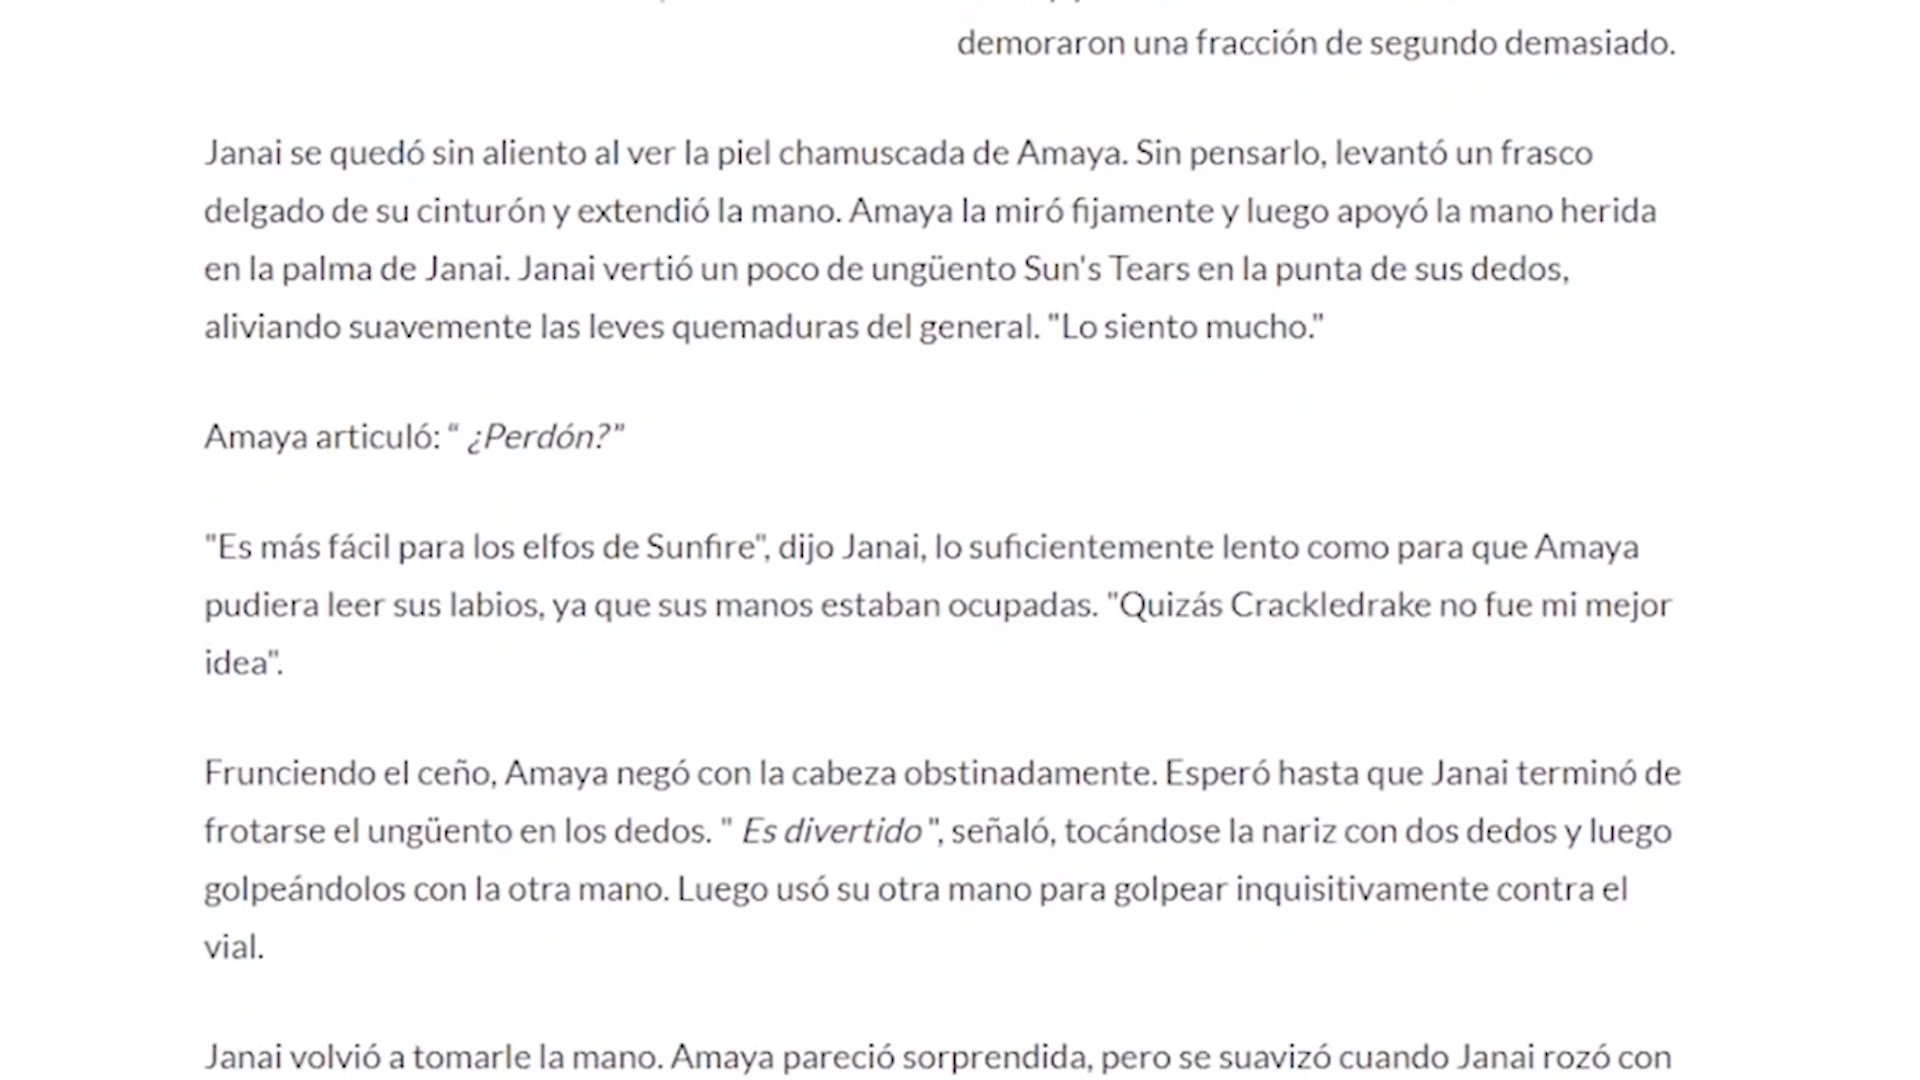 demoraron una fracción de segundo demasiado.
Janai se quedó sin aliento al ver la piel chamuscada de Amaya. Sin pensarlo, levantó un frasco
delgado de su cinturón y extendió la mano. Amaya la miró fijamente y luego apoyó la mano herida
en la palma de Janai. Janai vertió un poco de ungüento Sun's Tears en la punta de sus dedos,
aliviando suavemente las leves quemaduras del general. "Lo siento mucho."
Amaya articuló: “ ¿Perdón?”
"Es más fácil para los elfos de Sunfire", dijo Janai, lo suficientemente lento como para que Amaya
pudiera leer sus labios, ya que sus manos estaban ocupadas. "Quizás Crackledrake no fue mi mejor
idea".
Frunciendo el ceño, Amaya negó con la cabeza obstinadamente. Esperó hasta que Janai terminó de
frotarse el ungüento en los dedos. " Es divertido ", señaló, tocándose la nariz con dos dedos y luego
golpeándolos con la otra mano. Luego usó su otra mano para golpear inquisitivamente contra el
vial.
Janai volvió a tomarle la mano. Amaya pareció sorprendida, pero se suavizó cuando Janai rozó con